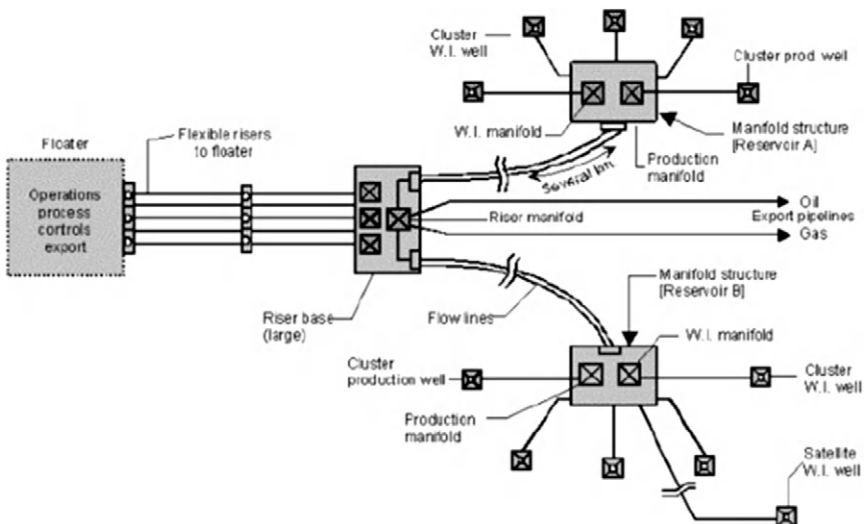 Cluster
W.I. well
Cluster prod. well
W.I. manifold
Manifold structure
[Reservoir A]
Production
manifold
Several km
Floater
Flexible risers
to floater
Operations
process
controls
export
Riser manifold
Oil
Export pipelines
Gas
Riser base
(large)
Flow lines
Manifold structure
[Reservoir B]
W.I. manifold
Cluster
production well
Cluster
W.I. well
Production
manifold
Satellite
W.I. well